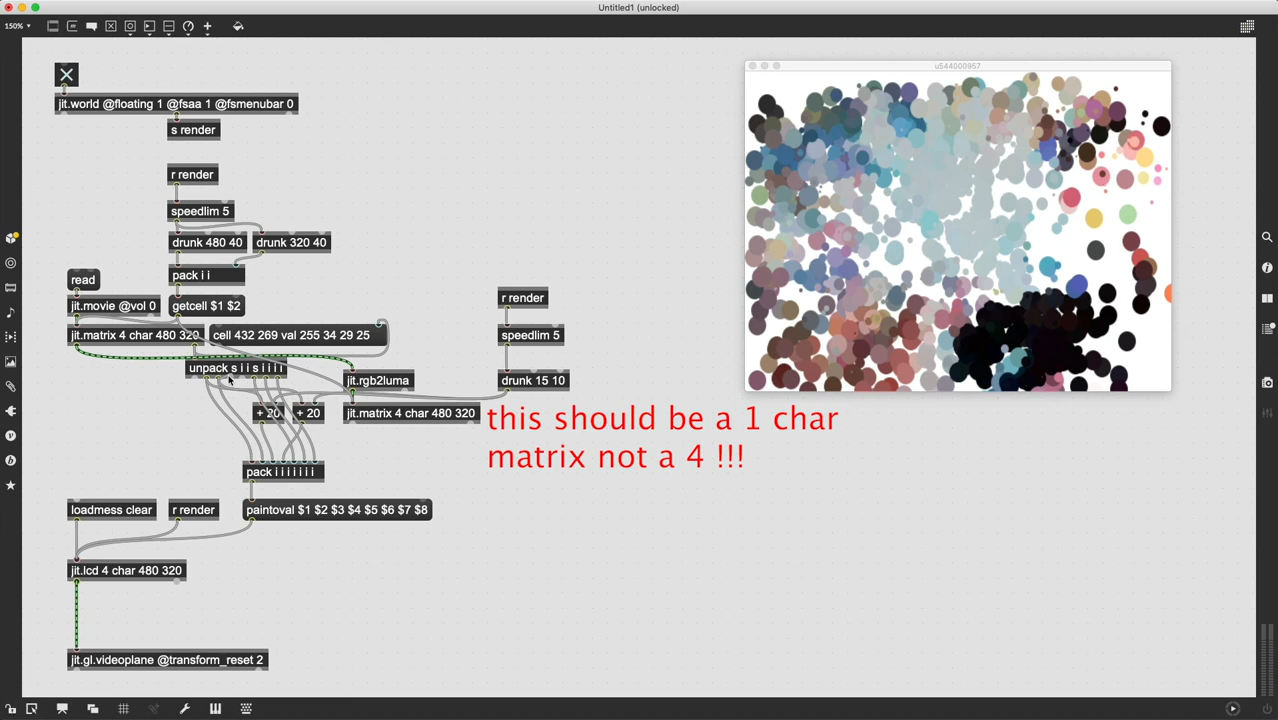 Untitled1 (unlocked)
150%
u544000957
jit.world @floating 1 @fsaa 1 @fsmenubar 0
s render
r render
speedlim 5
drunk 480 40
drunk 320 40
pack i i
read
jit.movie @vol 0
getcell $1 $2
r render
jit.matrix 4 char 480 320
cell 432 269 val 255 34 29 25
speedlim 5
unpack s i i s i i i i
jit.rgb2luma
drunk 15 10
+ 20
+ 20
jit.matrix 4 char 480 320
this should be a 1 char
matrix not a 4 !!!
pack i i i i i i i
loadmess clear
r render
paintoval $1 $2 $3 $4 $5 $6 $7 $8
jit.lcd 4 char 480 320
jit.gl.videoplane @transform_reset 2